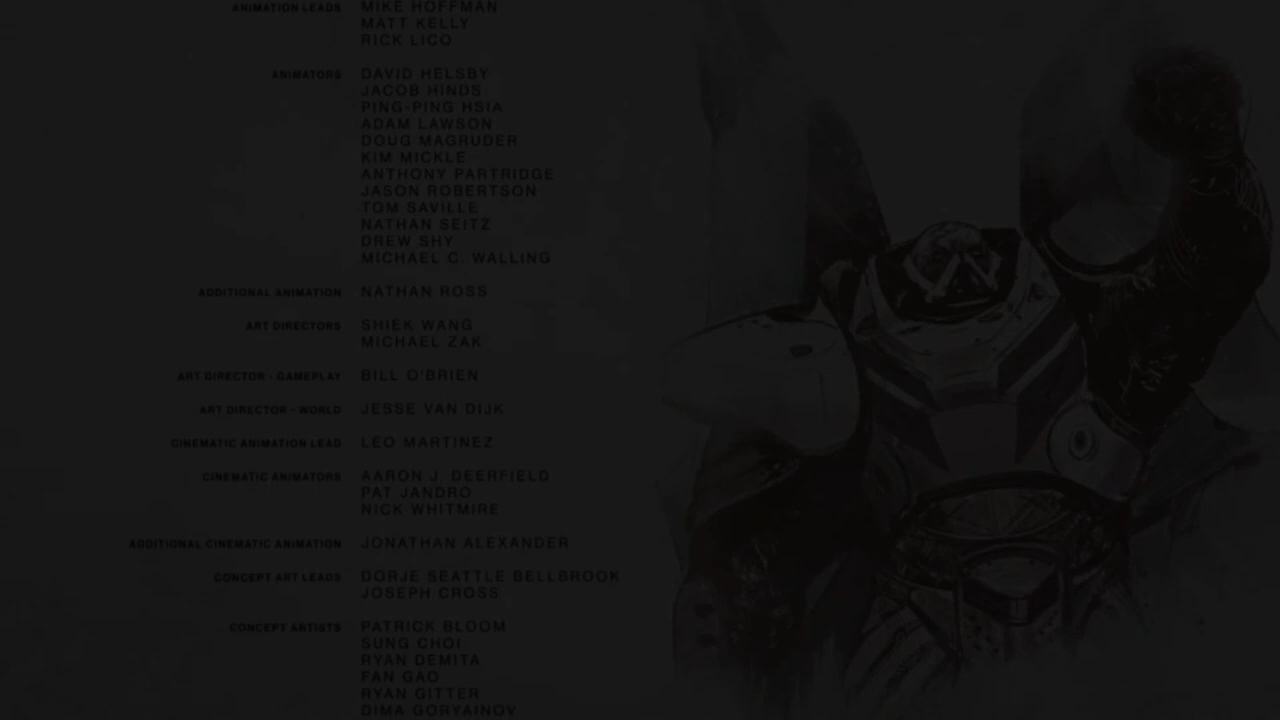 ANIMATION LEADS MIKE HOFFMAN
MATT KELLY
RICK LICO
ANIMATORS DAVID HELSBY
JACOB HINDS
PING-PING HSIA
ADAM LAWSON
DOUG MAGRUDER
KIM MICKLE
ANTHONY PARTRIDGE
JASON ROBERTSON
TOM SAVILLE
NATHAN SEITZ
DREW SHY
MICHAEL C. WALLING
ADDITIONAL ANIMATION NATHAN ROSS
ART DIRECTORS SHIEK WANG
MICHAEL ZAK
ART DIRECTOR - GAMEPLAY BILL O'BRIEN
ART DIRECTOR - WORLD JESSE VAN DIJK
CINEMATIC ANIMATION LEAD LEO MARTINEZ
CINEMATIC ANIMATORS AARON J. DEERFIELD
PAT JANDRO
NICK WHITMIRE
ADDITIONAL CINEMATIC ANIMATION JONATHAN ALEXANDER
CONCEPT ART LEADS DORJE SEATTLE BELLBROOK
JOSEPH CROSS
CONCEPT ARTISTS PATRICK BLOOM
SUNG CHOI
RYAN DEMITA
FAN GAO
RYAN GITTER
DIMA GORYAINOV